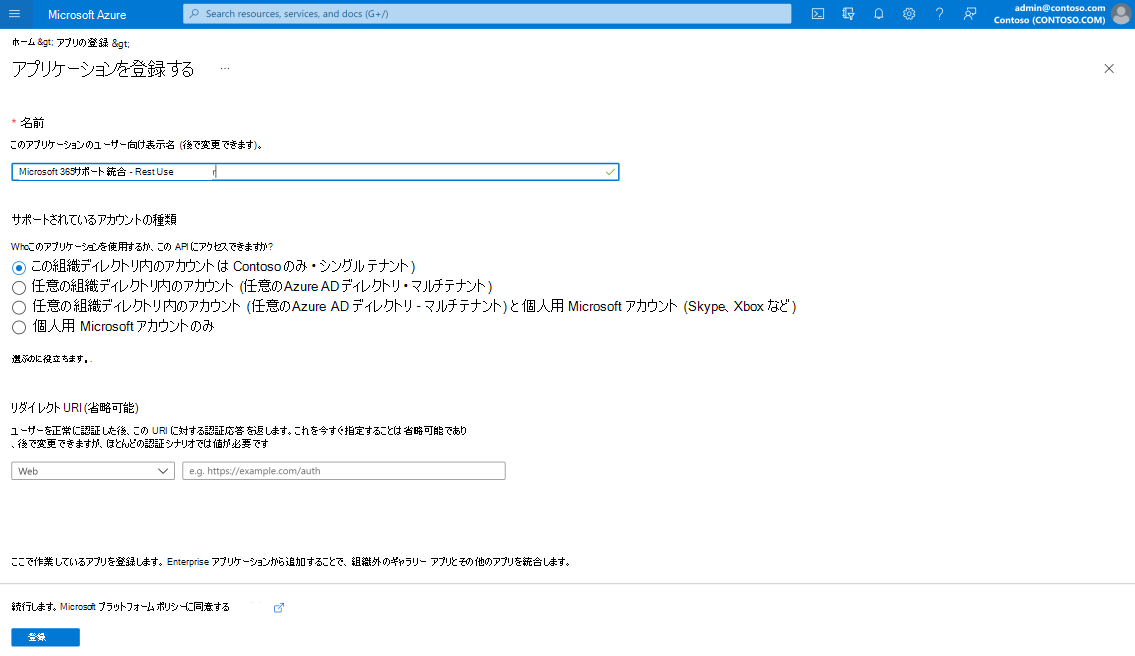 Microsoft Azure
Search resources, services, and docs (G+/)
admin@contoso.com
Contoso (CONTOSO.COM)
ホーム &gt; アプリの登録 &gt;
アプリケーションを登録する ...
* 名前
このアプリケーションのユーザー向け表示名 (後で変更できます)。
Microsoft 365サポート統合 - Rest Use r
サポートされているアカウントの種類
Whoこのアプリケーションを使用するか、この APIにアクセスできますか?
この組織ディレクトリ内のアカウントは Contosoのみ・シングル テナント)
任意の組織ディレクトリ内のアカウント (任意のAzure ADディレクトリ・マルチテナント)
任意の組織ディレクトリ内のアカウント (任意のAzure AD ディレクトリ - マルチテナント) と個人用 Microsoft アカウント (Skype、Xbox など)
個人用 Microsoft アカウントのみ
選ぶのに役立ちます。.
リダイレクト URI (省略可能)
ユーザーを正常に認証した後、この URI に対する認証応答を返します。これを今すぐ指定することは省略可能であり
、後で変更できますが、ほとんどの認証シナリオでは値が必要です
Web
e.g. https://example.com/auth
ここで作業しているアプリを登録します。Enterprise アプリケーションから追加することで、組織外のギャラリー アプリとその他のアプリを統合します。
続行します。Microsoft プラットフォーム ポリシーに同意する
登録